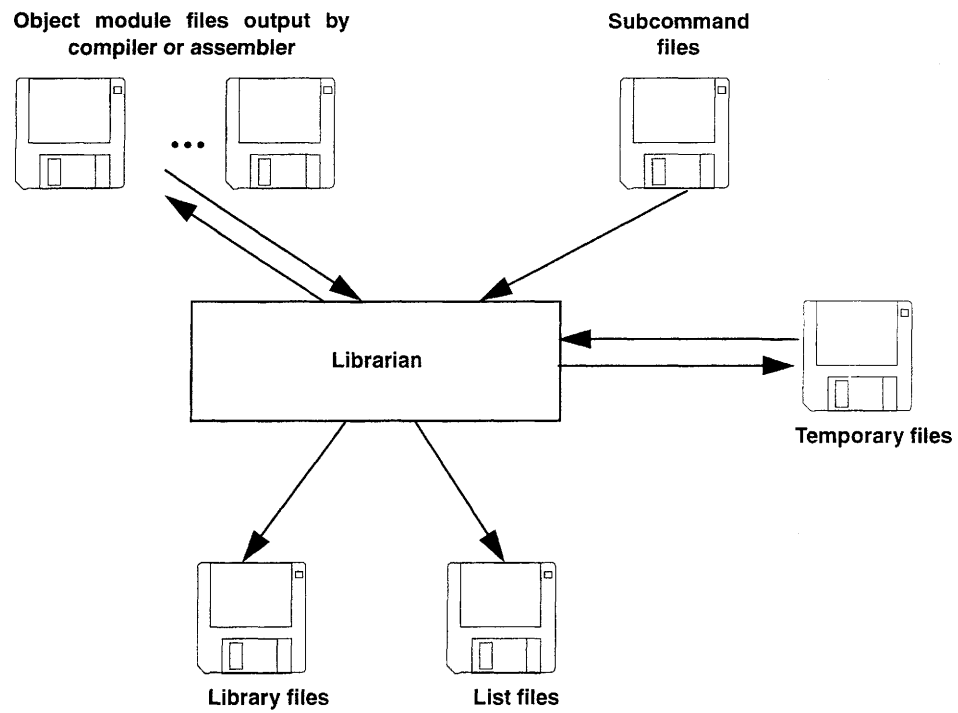 Object module files output by
compiler or assembler
Subcommand
files
...
Librarian
Temporary files
Library files
List files